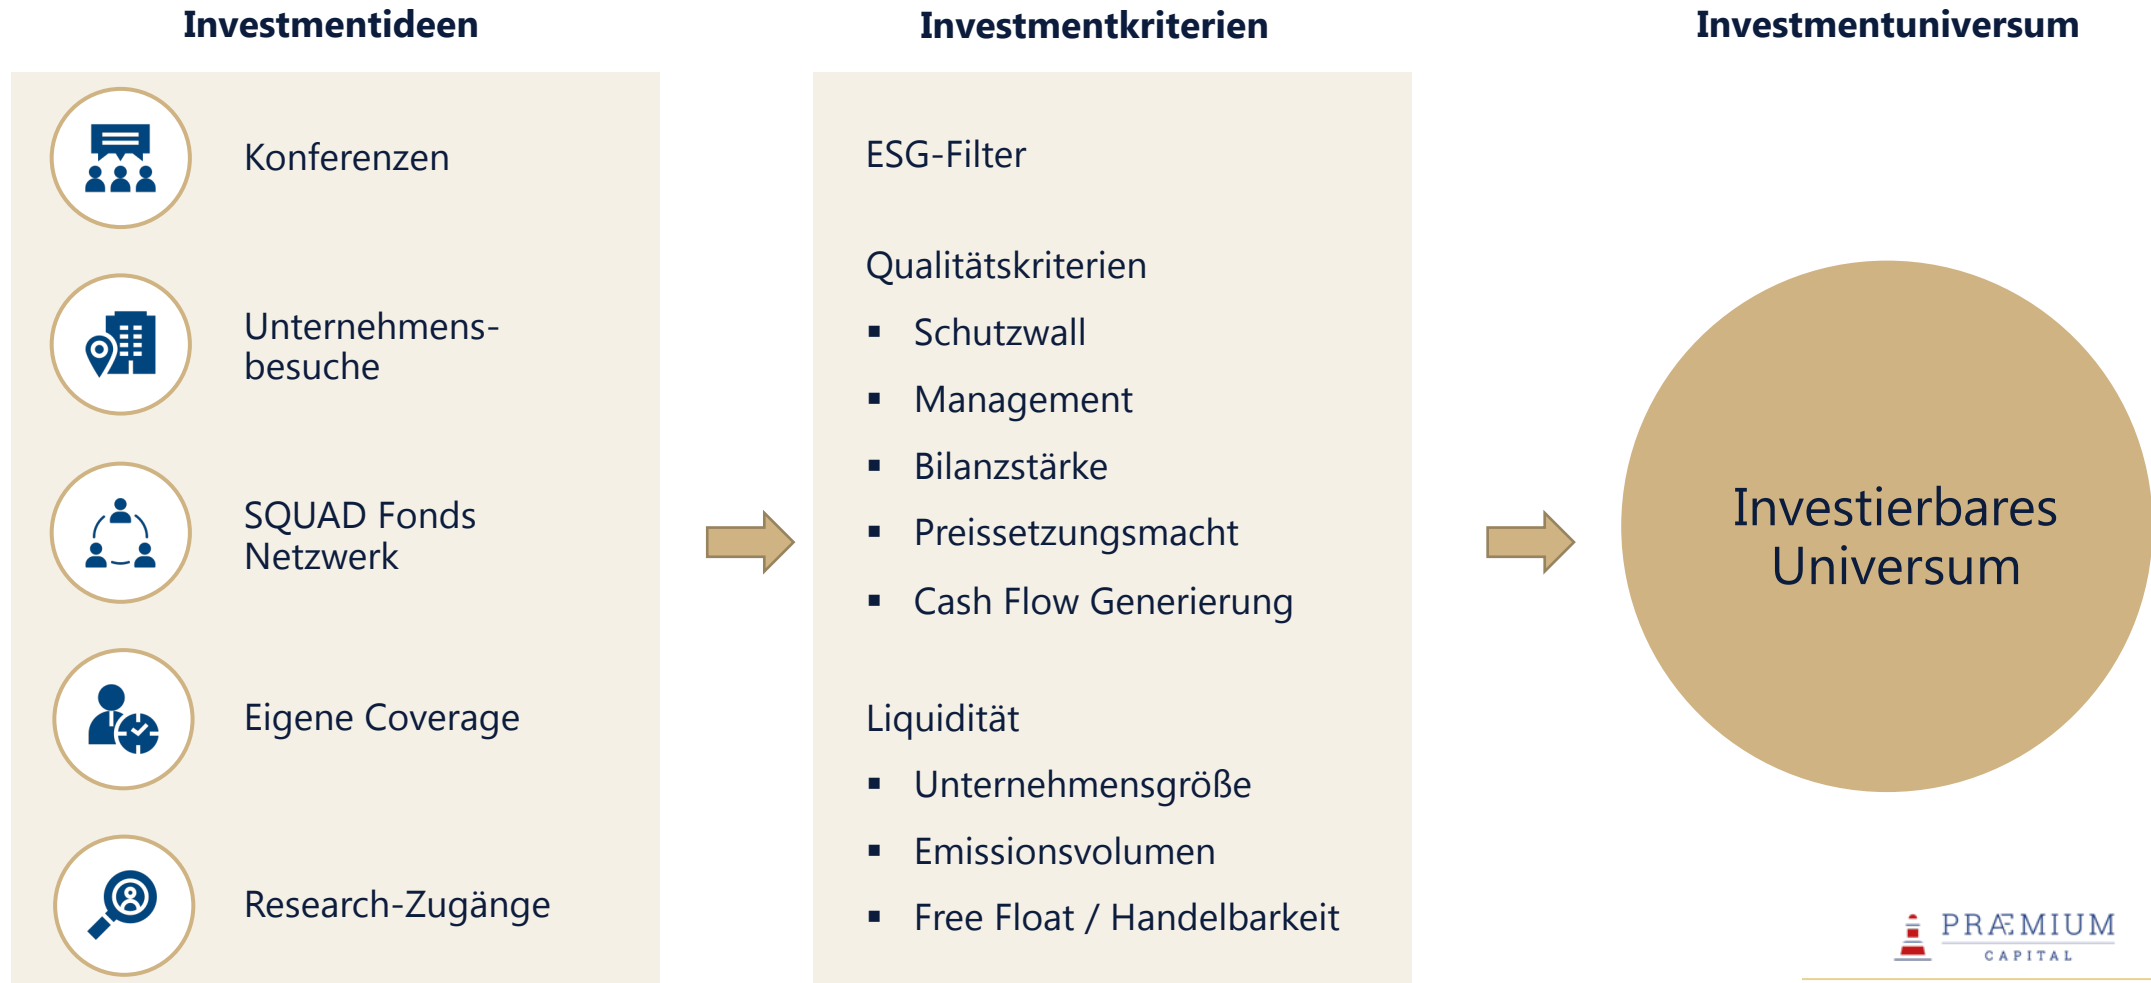 Investmentideen
Konferenzen
Unternehmens-
besuche
SQUAD Fonds
Netzwerk
Eigene Coverage
Research-Zugänge
Investmentkriterien
ESG-Filter
Qualitätskriterien
▪ Schutzwall
▪ Management
▪ Bilanzstärke
▪ Preissetzungsmacht
▪ Cash Flow Generierung
Liquidität
▪ Unternehmensgröße
▪ Emissionsvolumen
▪ Free Float / Handelbarkeit
Investmentuniversum
Investierbares
Universum
PRÆMIUM
CAPITAL